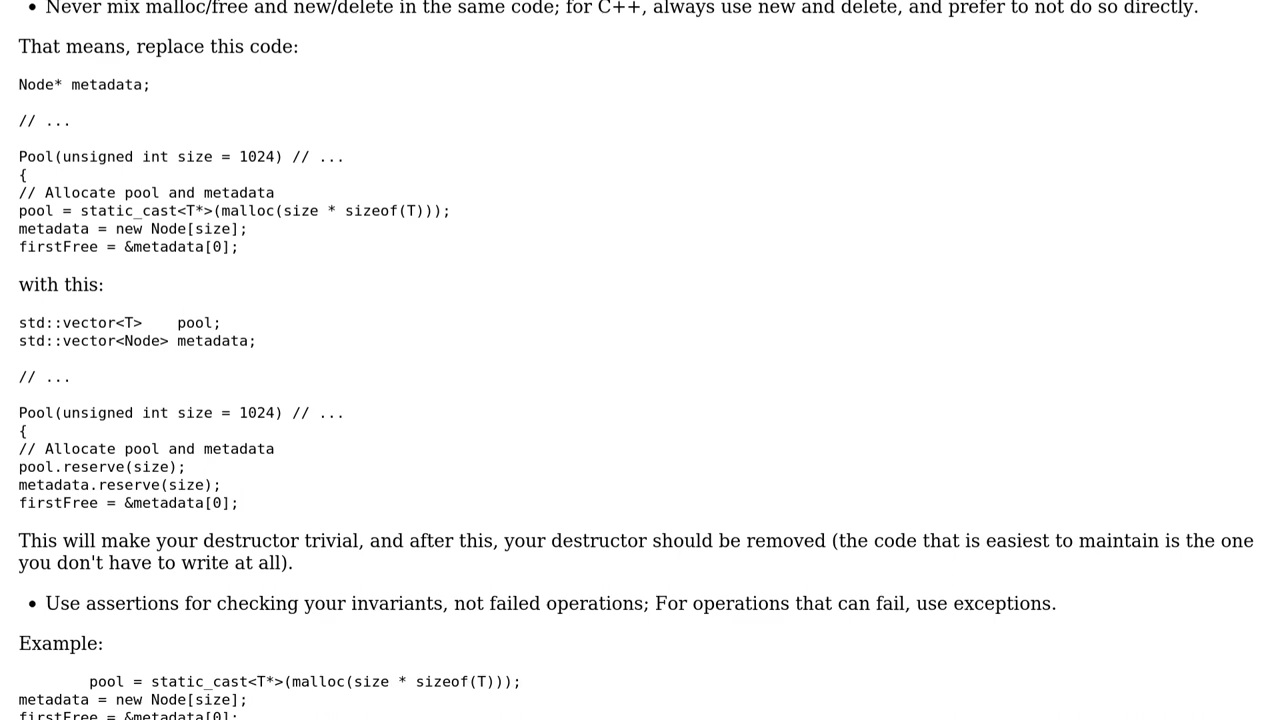 • Never mix malloc/free and new/delete in the same code; for C++, always use new and delete, and prefer to not do so directly.
That means, replace this code:
Node* metadata;
// ...
Pool(unsigned int size = 1024) // ...
{
// Allocate pool and metadata
pool = static_cast<T*>(malloc(size * sizeof(T)));
metadata = new Node[size];
firstFree = &metadata[0];
with this:
std::vector<T>    pool;
std::vector<Node> metadata;
// ...
Pool(unsigned int size = 1024) // ...
{
// Allocate pool and metadata
pool.reserve(size);
metadata.reserve(size);
firstFree = &metadata[0];
This will make your destructor trivial, and after this, your destructor should be removed (the code that is easiest to maintain is the one
you don't have to write at all).
• Use assertions for checking your invariants, not failed operations; For operations that can fail, use exceptions.
Example:
        pool = static_cast<T*>(malloc(size * sizeof(T)));
metadata = new Node[size];
firstFree = &metadata[0];